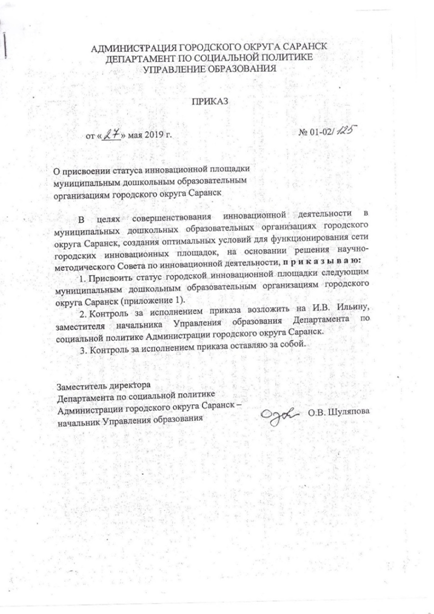 АДМИНИСТРАЦИЯ ГОРОДСКОГО ОКРУГА САРАНСК
ДЕПАРТАМЕНТ ПО СОЦИАЛЬНОЙ ПОЛИТИКЕ
УПРАВЛЕНИЕ ОБРАЗОВАНИЯ
ПРИКАЗ
от «27» мая 2019 г. № 01-02/125
О присвоении статуса инновационной площадки
муниципальным дошкольным образовательным
организациям городского округа Саранск
В целях совершенствования инновационной деятельности в
муниципальных дошкольных образовательных организациях городского
округа Саранск, создания оптимальных условий для функционирования сети
городских инновационных площадок, на основании решения научно-
методического Совета по инновационной деятельности, приказываю:
1. Присвоить статус городской инновационной площадки следующим
муниципальным дошкольным образовательным организациям городского
округа Саранск (приложение 1).
2. Контроль за исполнением приказа возложить на И.В. Ильину,
заместителя начальника Управления образования Департамента по
социальной политике Администрации городского округа Саранск.
3. Контроль за исполнением приказа оставляю за собой.
Заместитель директора
Департамента по социальной политике
Администрации городского округа Саранск –
начальник Управления образования О.В. Шуляпова